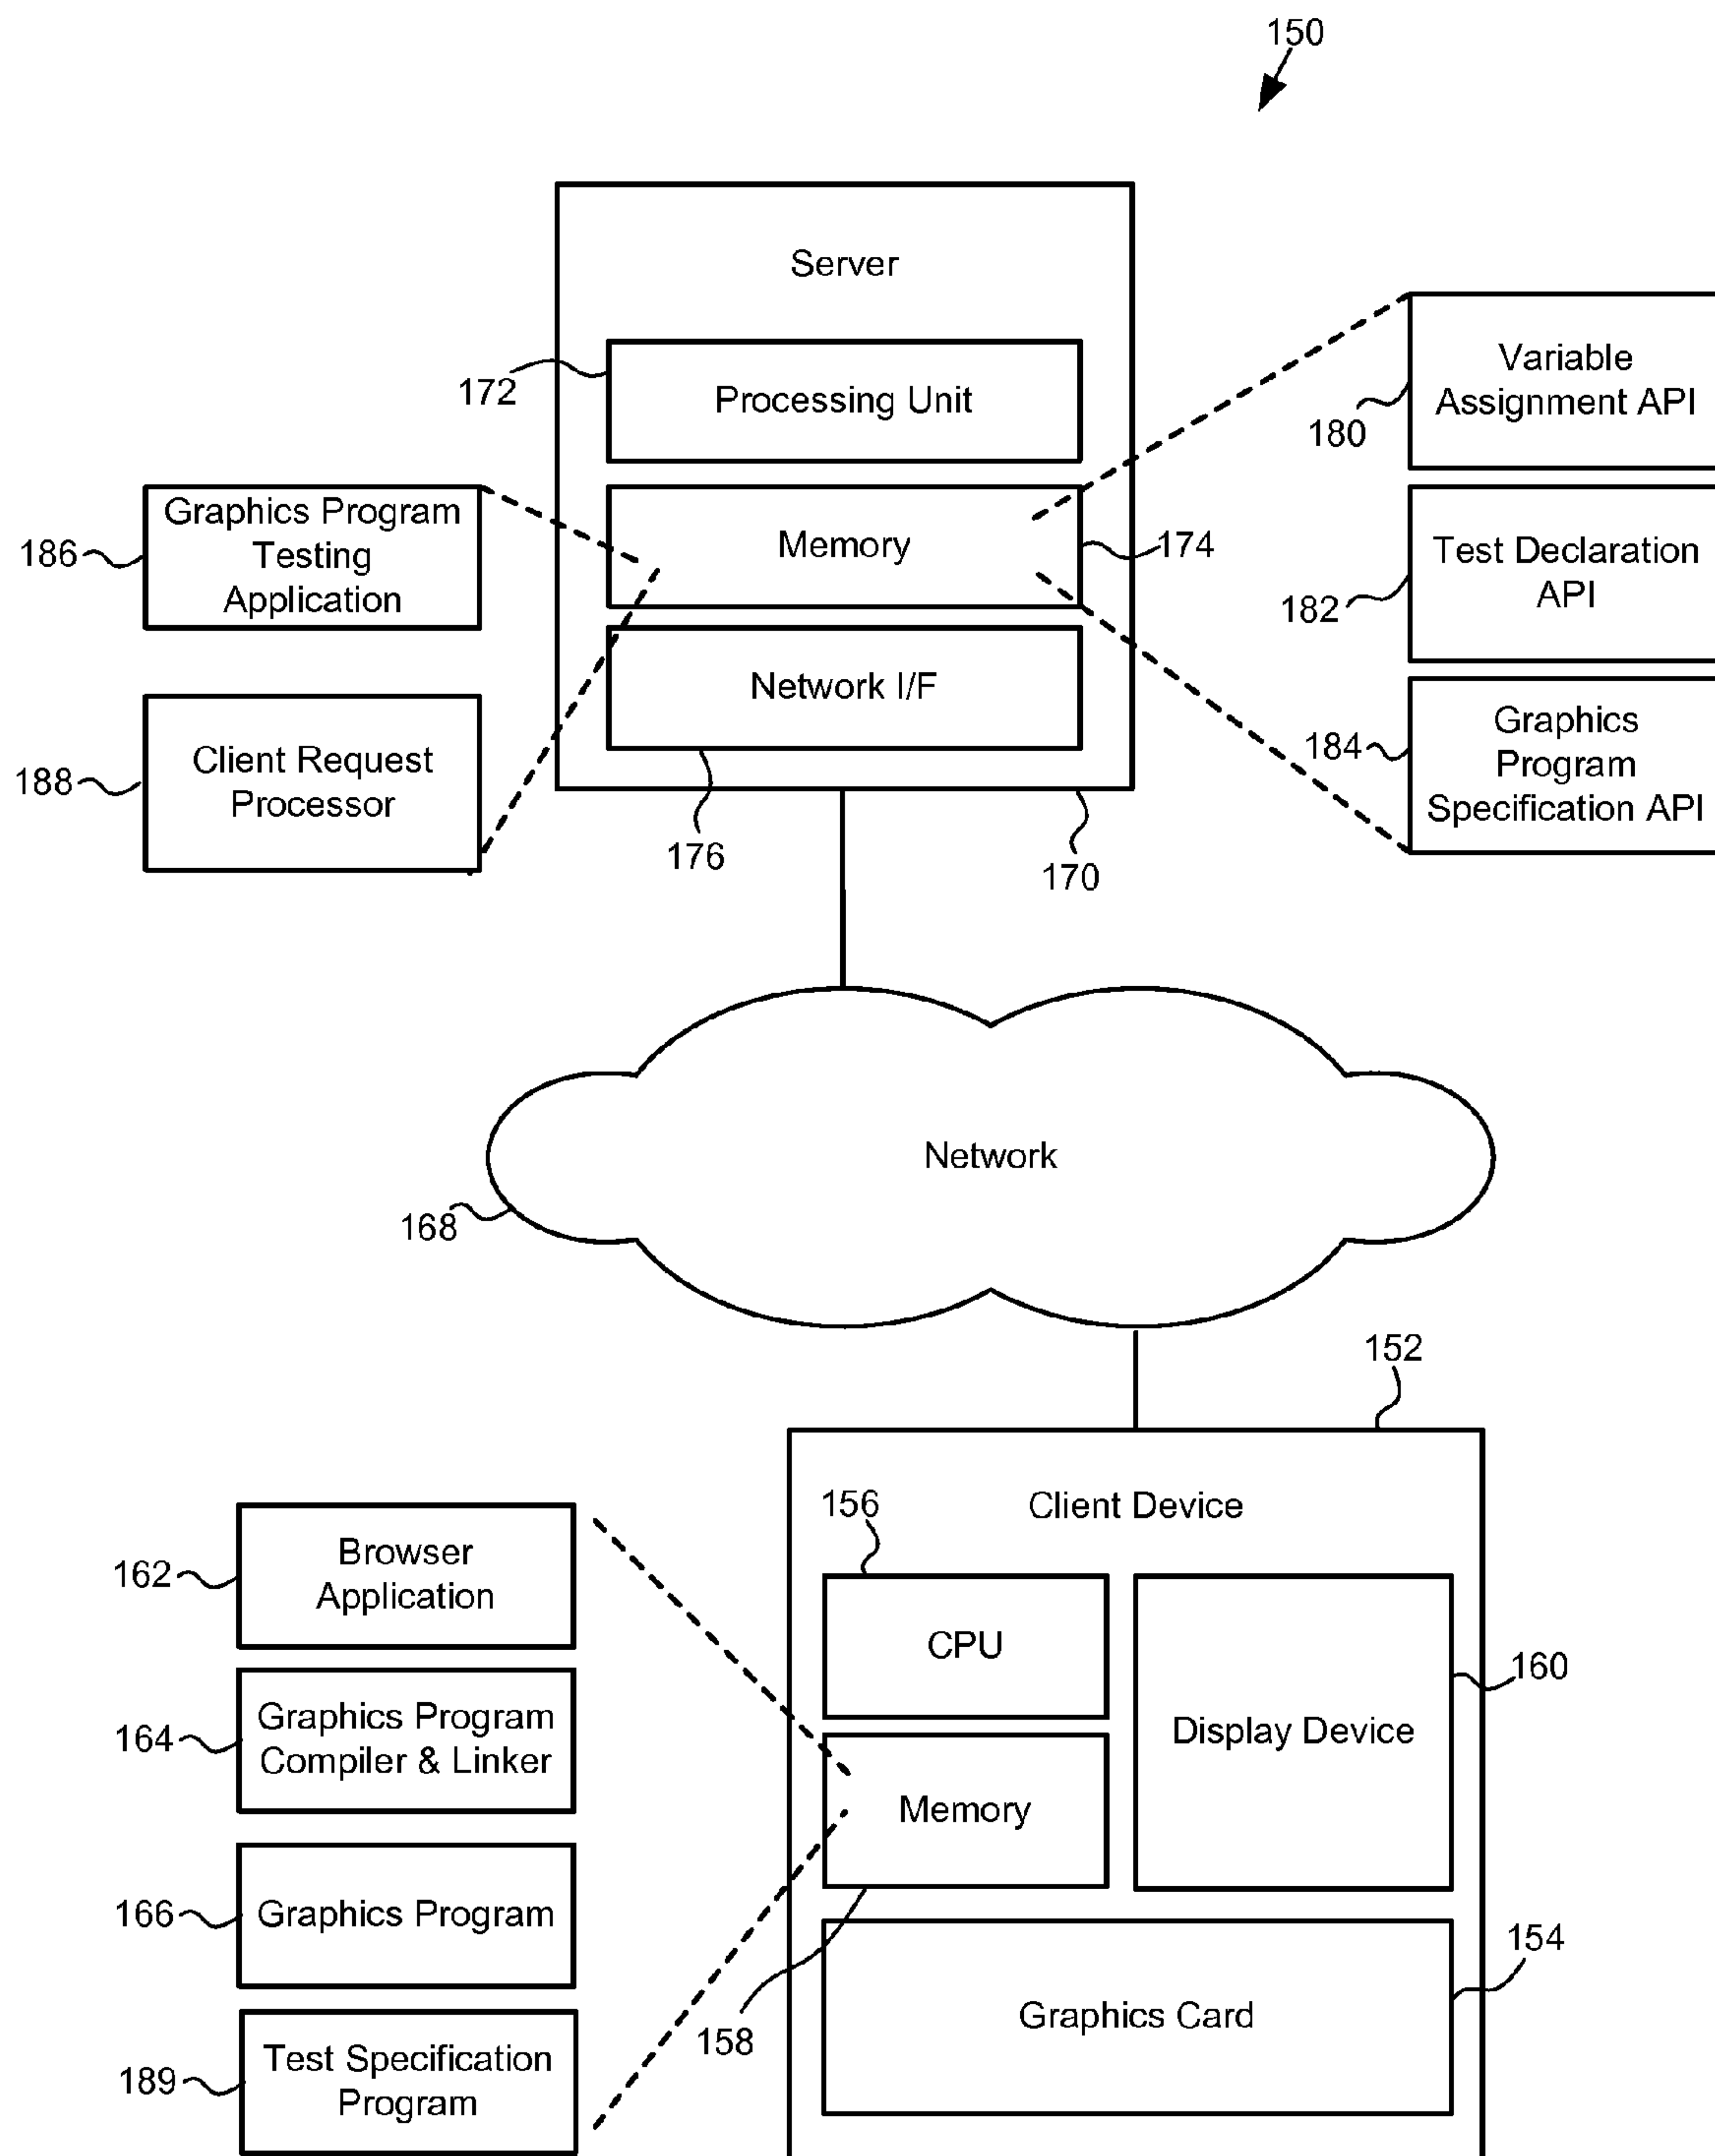 150
Server
172
Processing Unit
Variable
Assignment API
180
186
Graphics Program
Testing
Application
Memory
174
Test Declaration
API
182
188
Client Request
Processor
Network I/F
176
170
184
Graphics
Program
Specification API
Network
168
152
Client Device
156
CPU
160
Display Device
Memory
158
154
Graphics Card
162
Browser
Application
164
Graphics Program
Compiler & Linker
166
Graphics Program
189
Test Specification
Program